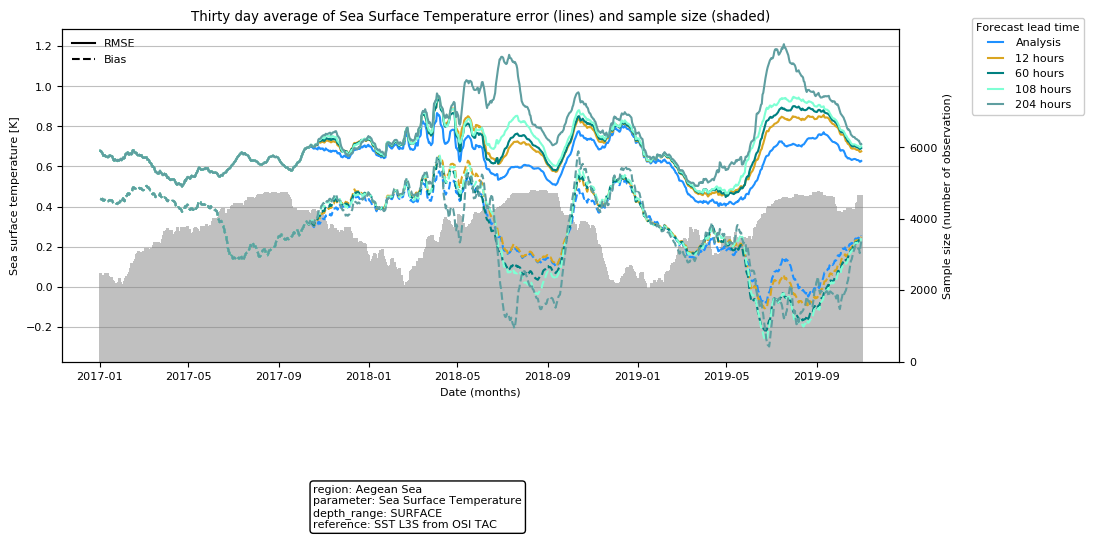 Thirty day average of Sea Surface Temperature error (lines) and sample size (shaded)
Forecast lead time
Analysis
12 hours
60 hours
108 hours
204 hours
RMSE
Bias
Sea surface temperature [K]
1.2
1.0
0.8
0.6
0.4
0.2
0.0
−0.2
Sample size (number of observation)
6000
4000
2000
0
2017-01
2017-05
2017-09
2018-01
2018-05
2018-09
2019-01
2019-05
2019-09
Date (months)
region: Aegean Sea
parameter: Sea Surface Temperature
depth_range: SURFACE
reference: SST L3S from OSI TAC